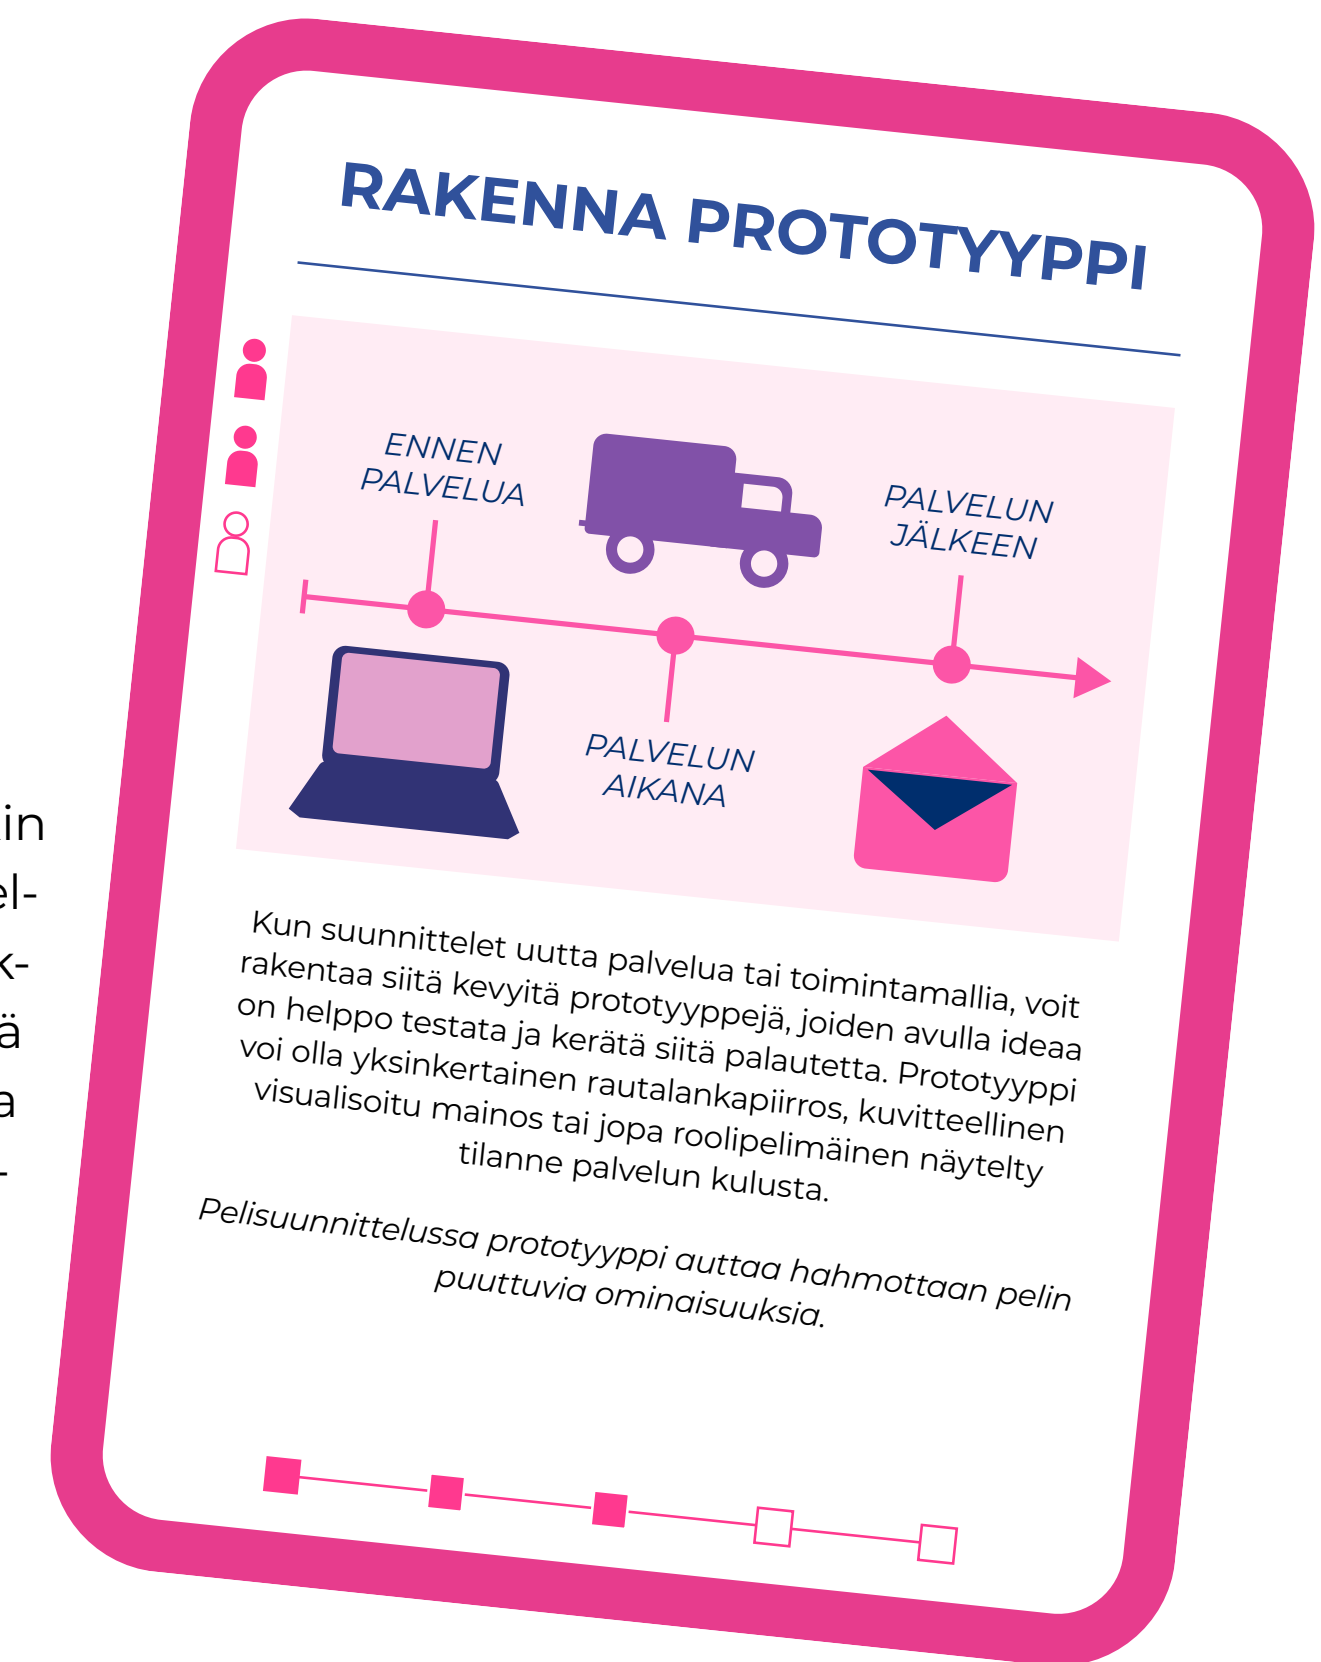 RAKENNA PROTOTYYPPI
ENNEN
PALVELUA
PALVELUN
JÄLKEEN
PALVELUN
AIKANA
Kun suunnittelet uutta palvelua tai toimintamallia, voit
rakentaa siitä kevyitä prototyyppejä, joiden avulla ideaa
on helppo testata ja kerätä siitä palautetta. Prototyyppi
voi olla yksinkertainen rautalankapiirros, kuvitteellinen
visualisoitu mainos tai jopa roolipelimäinen näytelty
tilanne palvelun kulusta.
Pelisuunnittelussa prototyyppi auttaa hahmottaan pelin
puuttuvia ominaisuuksia.
in
el-
k-
ä
a
-